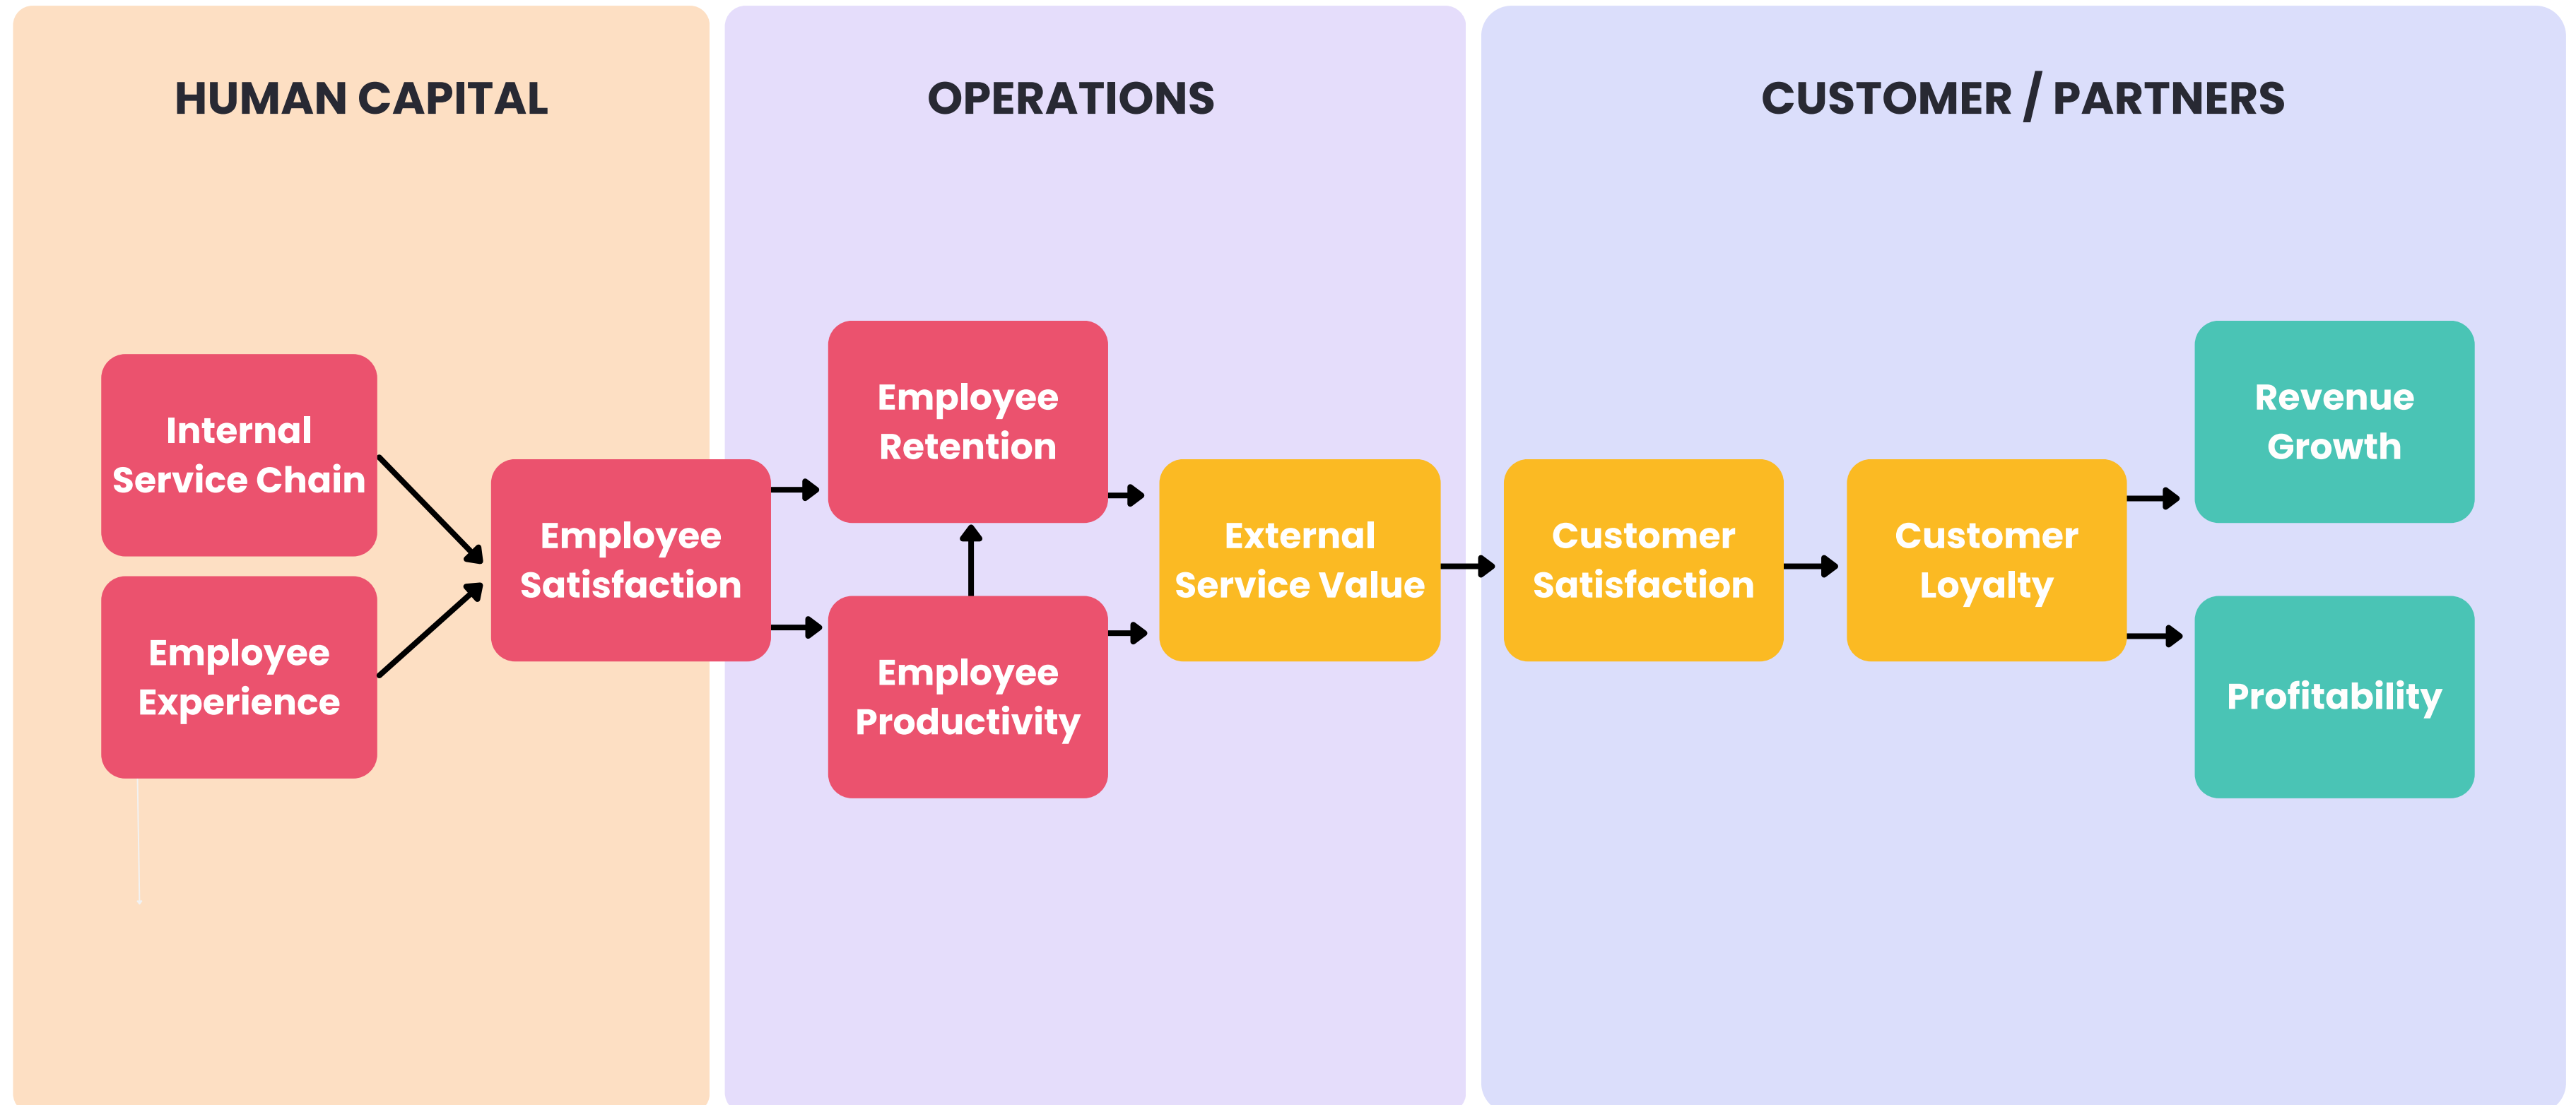 HUMAN CAPITAL
OPERATIONS
CUSTOMER / PARTNERS
Internal
Service Chain
Employee
Experience
Employee
Satisfaction
Employee
Retention
Employee
Productivity
External
Service Value
Customer
Satisfaction
Customer
Loyalty
Revenue
Growth
Profitability